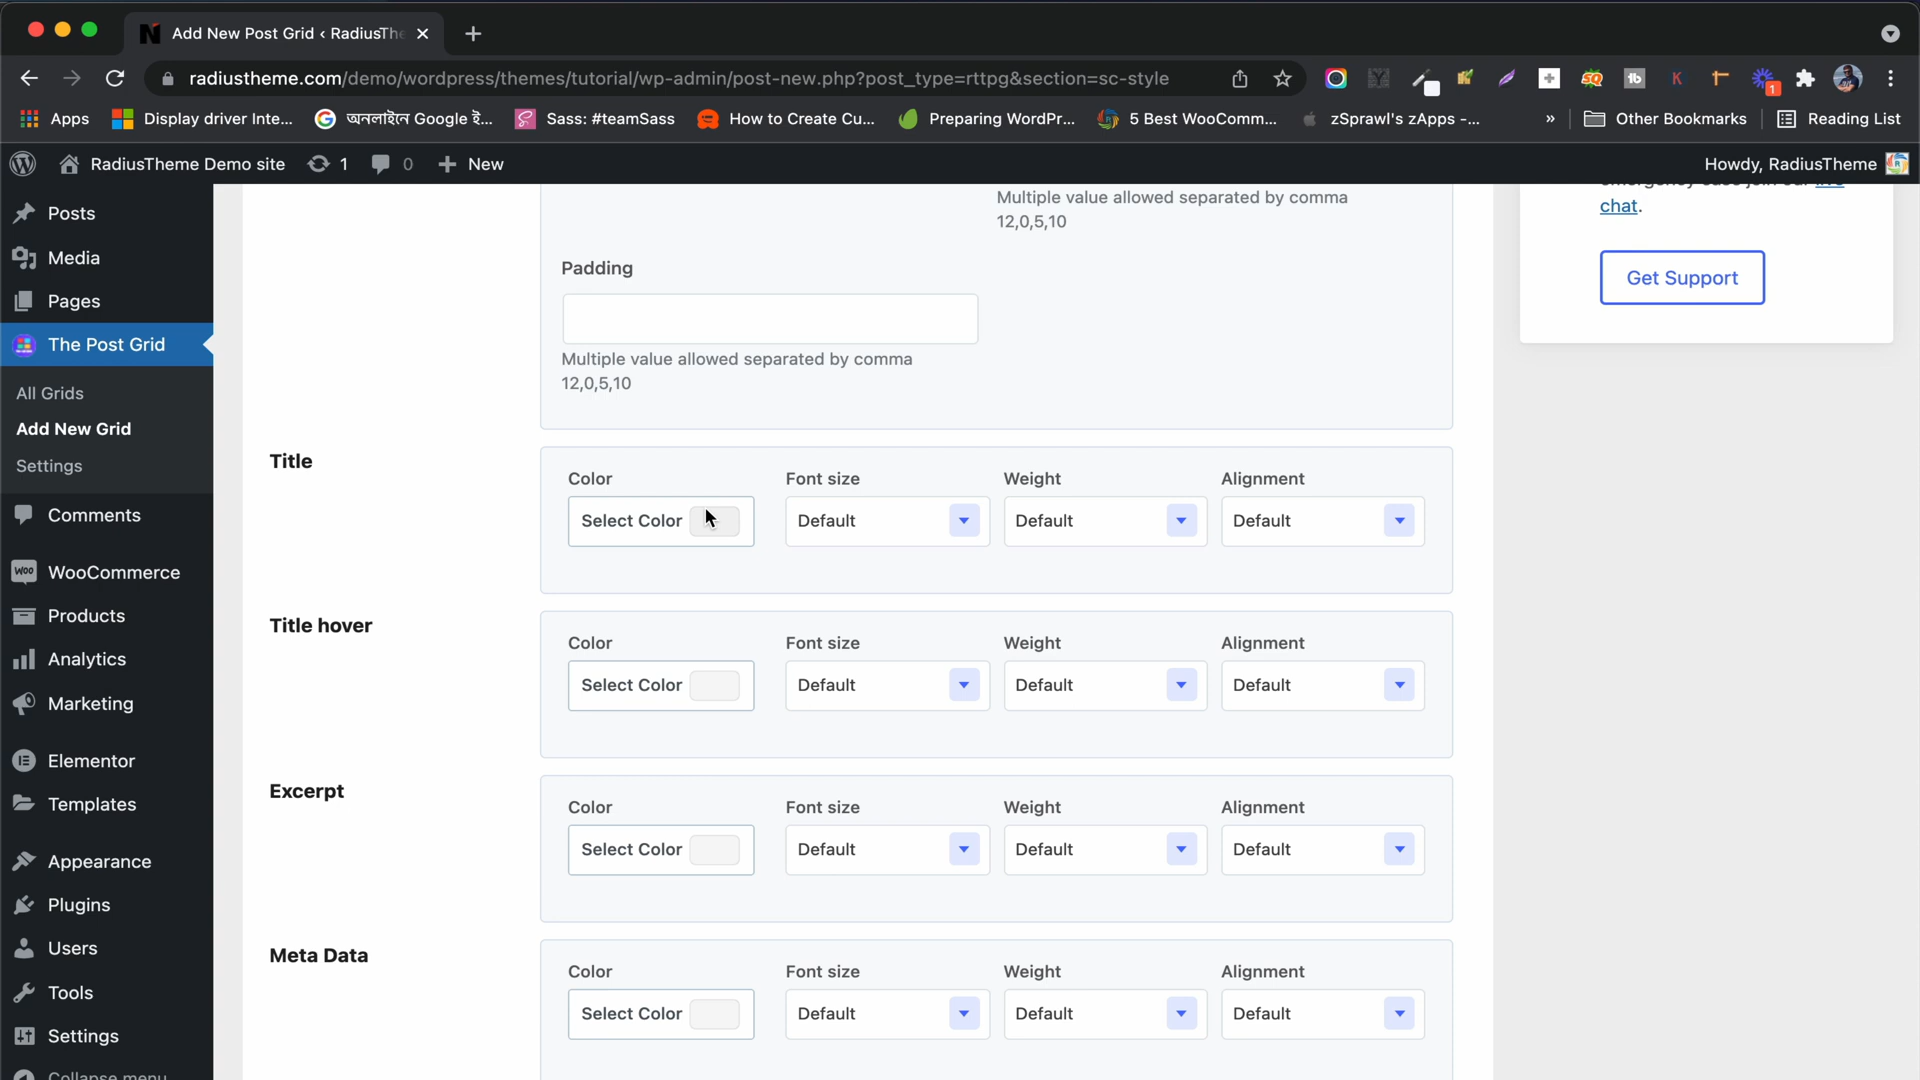 Add New Post Grid ‹ RadiusThe
radiustheme.com/demo/wordpress/themes/tutorial/wp-admin/post-new.php?post_type=rttpg&section=sc-style
1
Apps
Display driver Inte...
অনলাইনে Google ই...
Sass: #teamSass
How to Create Cu...
Preparing WordPr...
5 Best WooComm...
zSprawl's zApps -...
»
Other Bookmarks
Reading List
RadiusTheme Demo site
1
0
New
Howdy, RadiusTheme
Posts
Media
Pages
The Post Grid
All Grids
Add New Grid
Settings
Comments
WooCommerce
Products
Analytics
Marketing
Elementor
Templates
Appearance
Plugins
Users
Tools
Settings
Collapse menu
Multiple value allowed separated by comma
12,0,5,10
Padding
Multiple value allowed separated by comma
12,0,5,10
Title
Color Font size Weight Alignment
Select Color Default Default Default
Title hover
Color Font size Weight Alignment
Select Color Default Default Default
Excerpt
Color Font size Weight Alignment
Select Color Default Default Default
Meta Data
Color Font size Weight Alignment
Select Color Default Default Default
chat.
Get Support